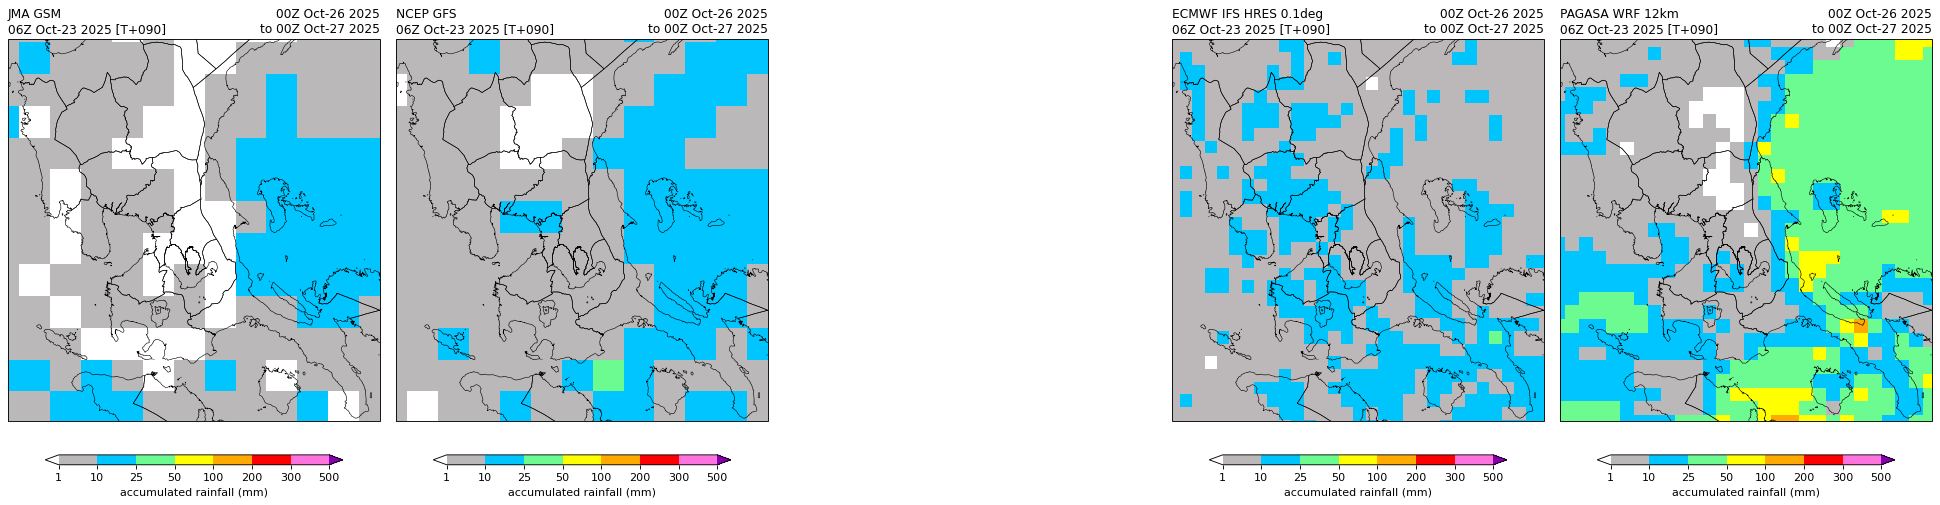 JMA GSM 00Z Oct-26 2025
06Z Oct-23 2025 [T+090] to 00Z Oct-27 2025
NCEP GFS 00Z Oct-26 2025
06Z Oct-23 2025 [T+090] to 00Z Oct-27 2025
ECMWF IFS HRES 0.1deg 00Z Oct-26 2025
06Z Oct-23 2025 [T+090] to 00Z Oct-27 2025
PAGASA WRF 12km 00Z Oct-26 2025
06Z Oct-23 2025 [T+090] to 00Z Oct-27 2025
1 10 25 50 100 200 300 500
accumulated rainfall (mm)
1 10 25 50 100 200 300 500
accumulated rainfall (mm)
1 10 25 50 100 200 300 500
accumulated rainfall (mm)
1 10 25 50 100 200 300 500
accumulated rainfall (mm)